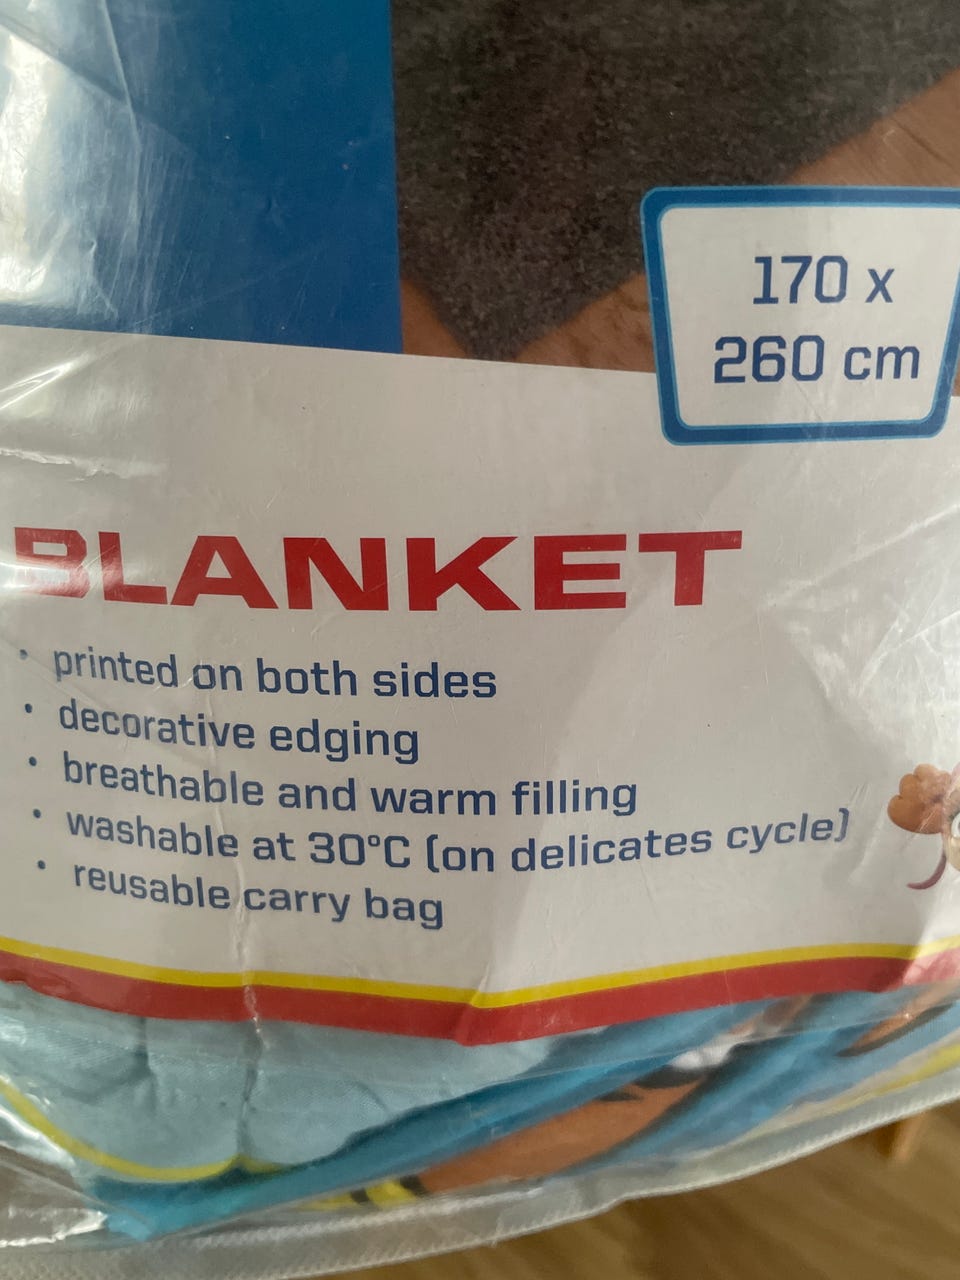 170 x
260 cm
BLANKET
• printed on both sides
• decorative edging
• breathable and warm filling
• washable at 30°C (on delicates cycle)
• reusable carry bag